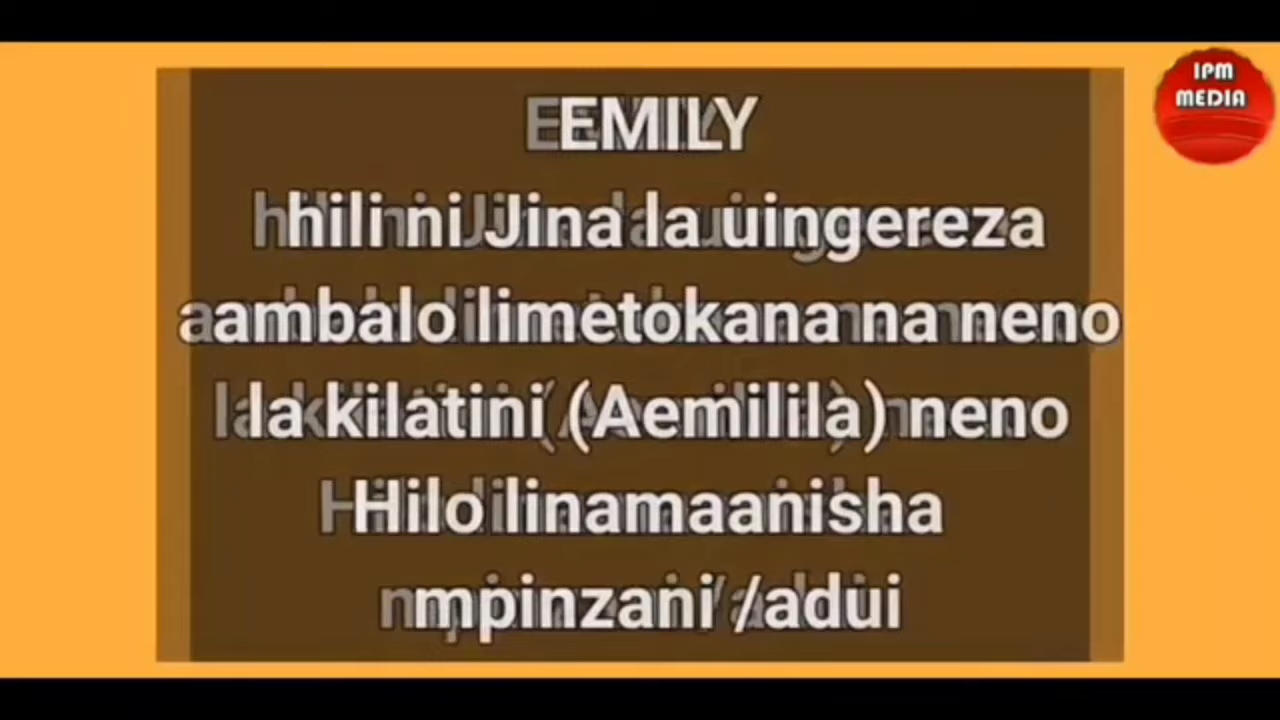 IPM
MEDIA
EMILY
hili ni Jina la uingereza
ambalo limetokana na neno
la kilatini (Aemilila) neno
Hilo linamaanisha
mpinzani /adui